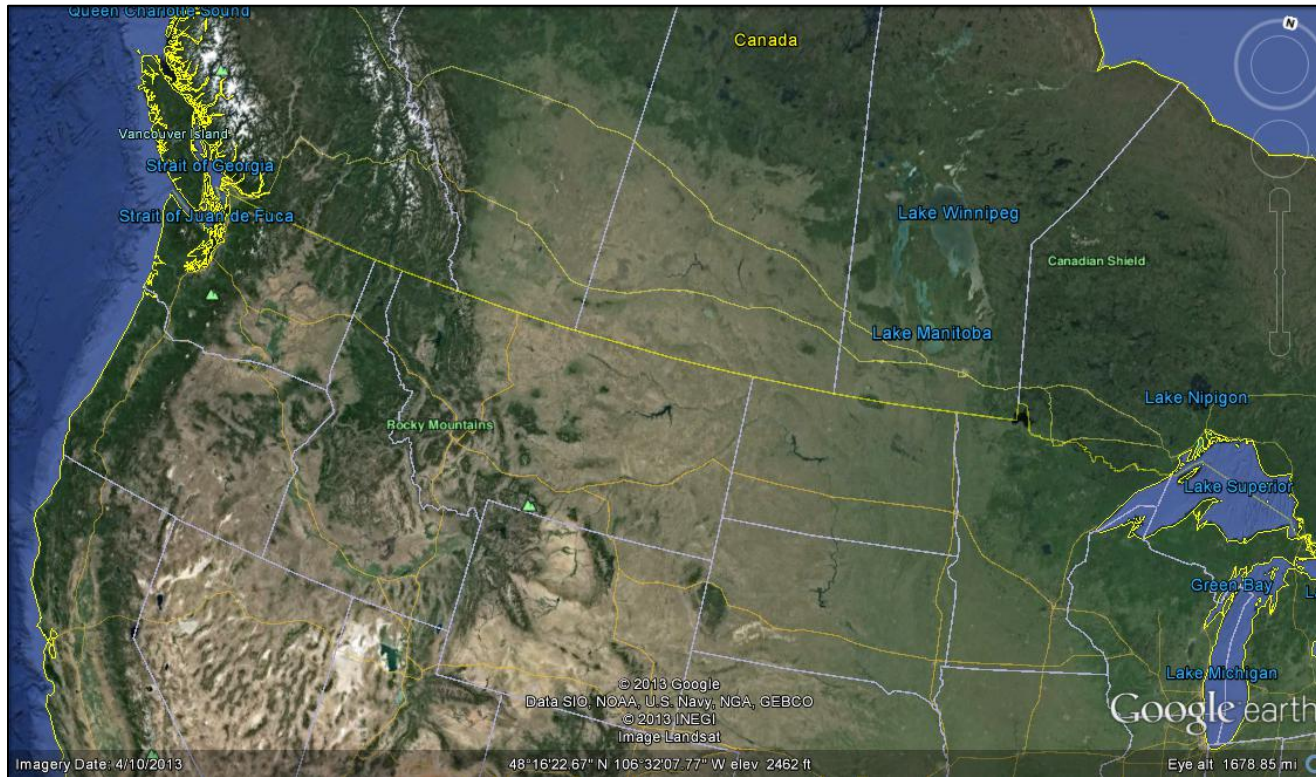 Queen Charlotte Sound
Canada
N
Vancouver Island
Strait of Georgia
Lake Winnipeg
Strait of Juan de Fuca
Canadian Shield
Lake Manitoba
Lake Nipigon
Rocky Mountains
Lake Superior
Green Bay
Lake Michigan
© 2013 Google
Data SIO, NOAA, U.S. Navy, NGA, GEBCO
© 2013 INEGI
Image Landsat
Google earth
Imagery Date: 4/10/2013
48°16'22.67" N 106°32'07.77" W elev 2462 ft
Eye alt 1678.85 mi